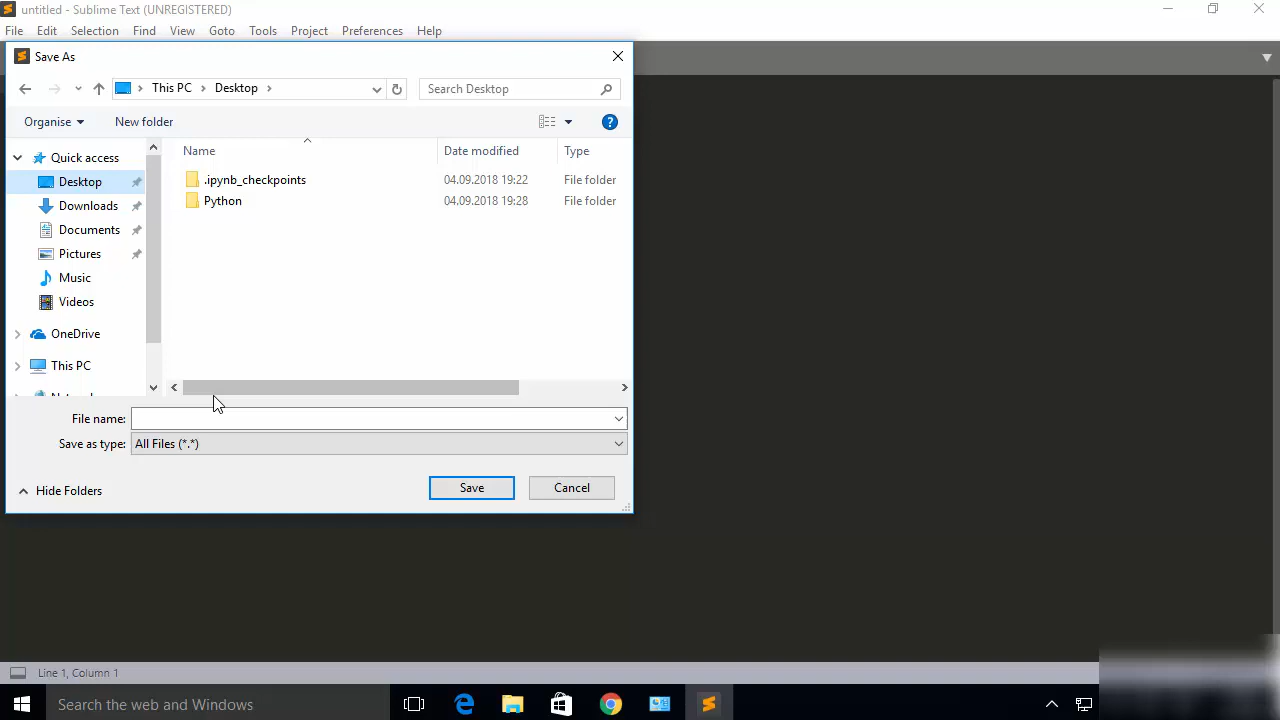 untitled - Sublime Text (UNREGISTERED)
File Edit Selection Find View Goto Tools Project Preferences Help
Save As
This PC Desktop
Search Desktop
Organise New folder
Name Date modified Type
Quick access
Desktop
Downloads
Documents
Pictures
Music
Videos
OneDrive
This PC
.ipynb_checkpoints 04.09.2018 19:22 File folder
Python 04.09.2018 19:28 File folder
File name:
Save as type: All Files (*.*)
Hide Folders
Save Cancel
Line 1, Column 1
Search the web and Windows